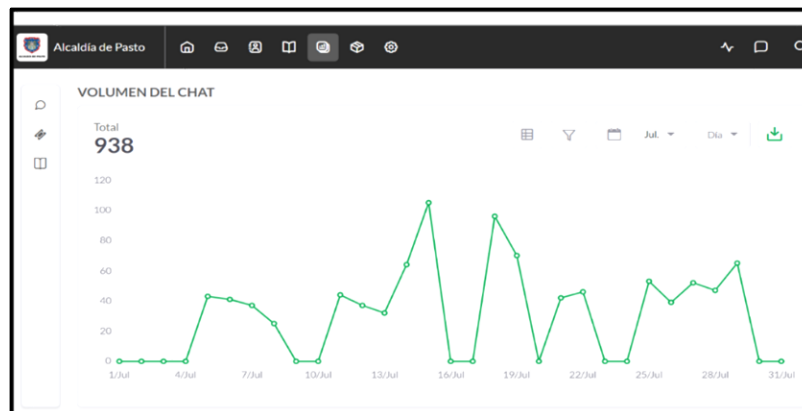 Alcaldía de Pasto
VOLUMEN DEL CHAT
Total
938
Jul.
Día
120
100
80
60
40
20
0
1/Jul 4/Jul 7/Jul 10/Jul 13/Jul 16/Jul 19/Jul 22/Jul 25/Jul 28/Jul 31/Jul